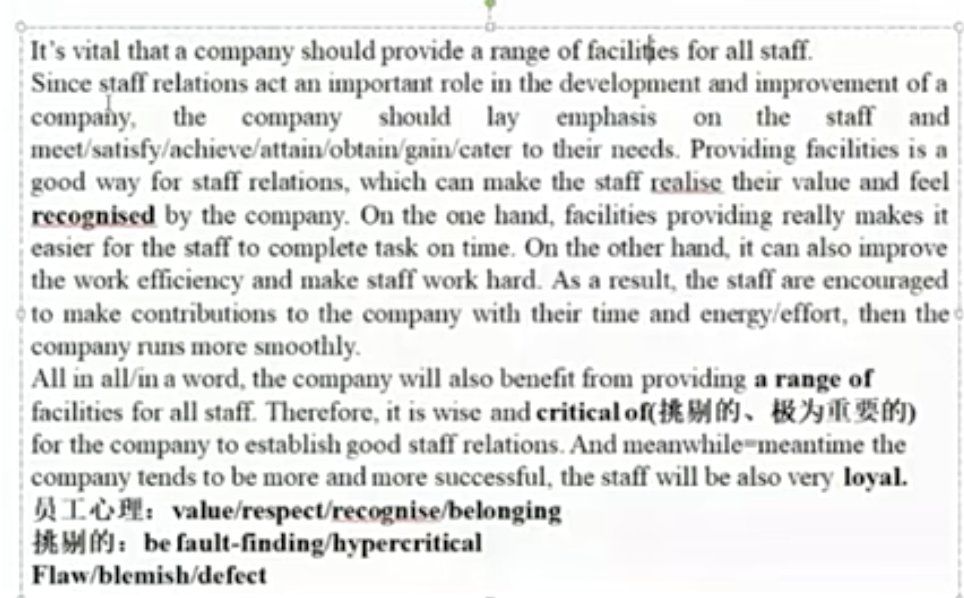 It's vital that a company should provide a range of facilities for all staff.
Since staff relations act an important role in the development and improvement of a
company, the company should lay emphasis on the staff and
meet/satisfy/achieve/attain/obtain/gain/cater to their needs. Providing facilities is a
good way for staff relations, which can make the staff realise their value and feel
recognised by the company. On the one hand, facilities providing really makes it
easier for the staff to complete task on time. On the other hand, it can also improve
the work efficiency and make staff work hard. As a result, the staff are encouraged
to make contributions to the company with their time and energy/effort, then the
company runs more smoothly.
All in all/in a word, the company will also benefit from providing a range of
facilities for all staff. Therefore, it is wise and critical of(挑剔的、极为重要的)
for the company to establish good staff relations. And meanwhile=meantime the
company tends to be more and more successful, the staff will be also very loyal.
员工心理：value/respect/recognise/belonging
挑剔的：be fault-finding/hypercritical
Flaw/blemish/defect